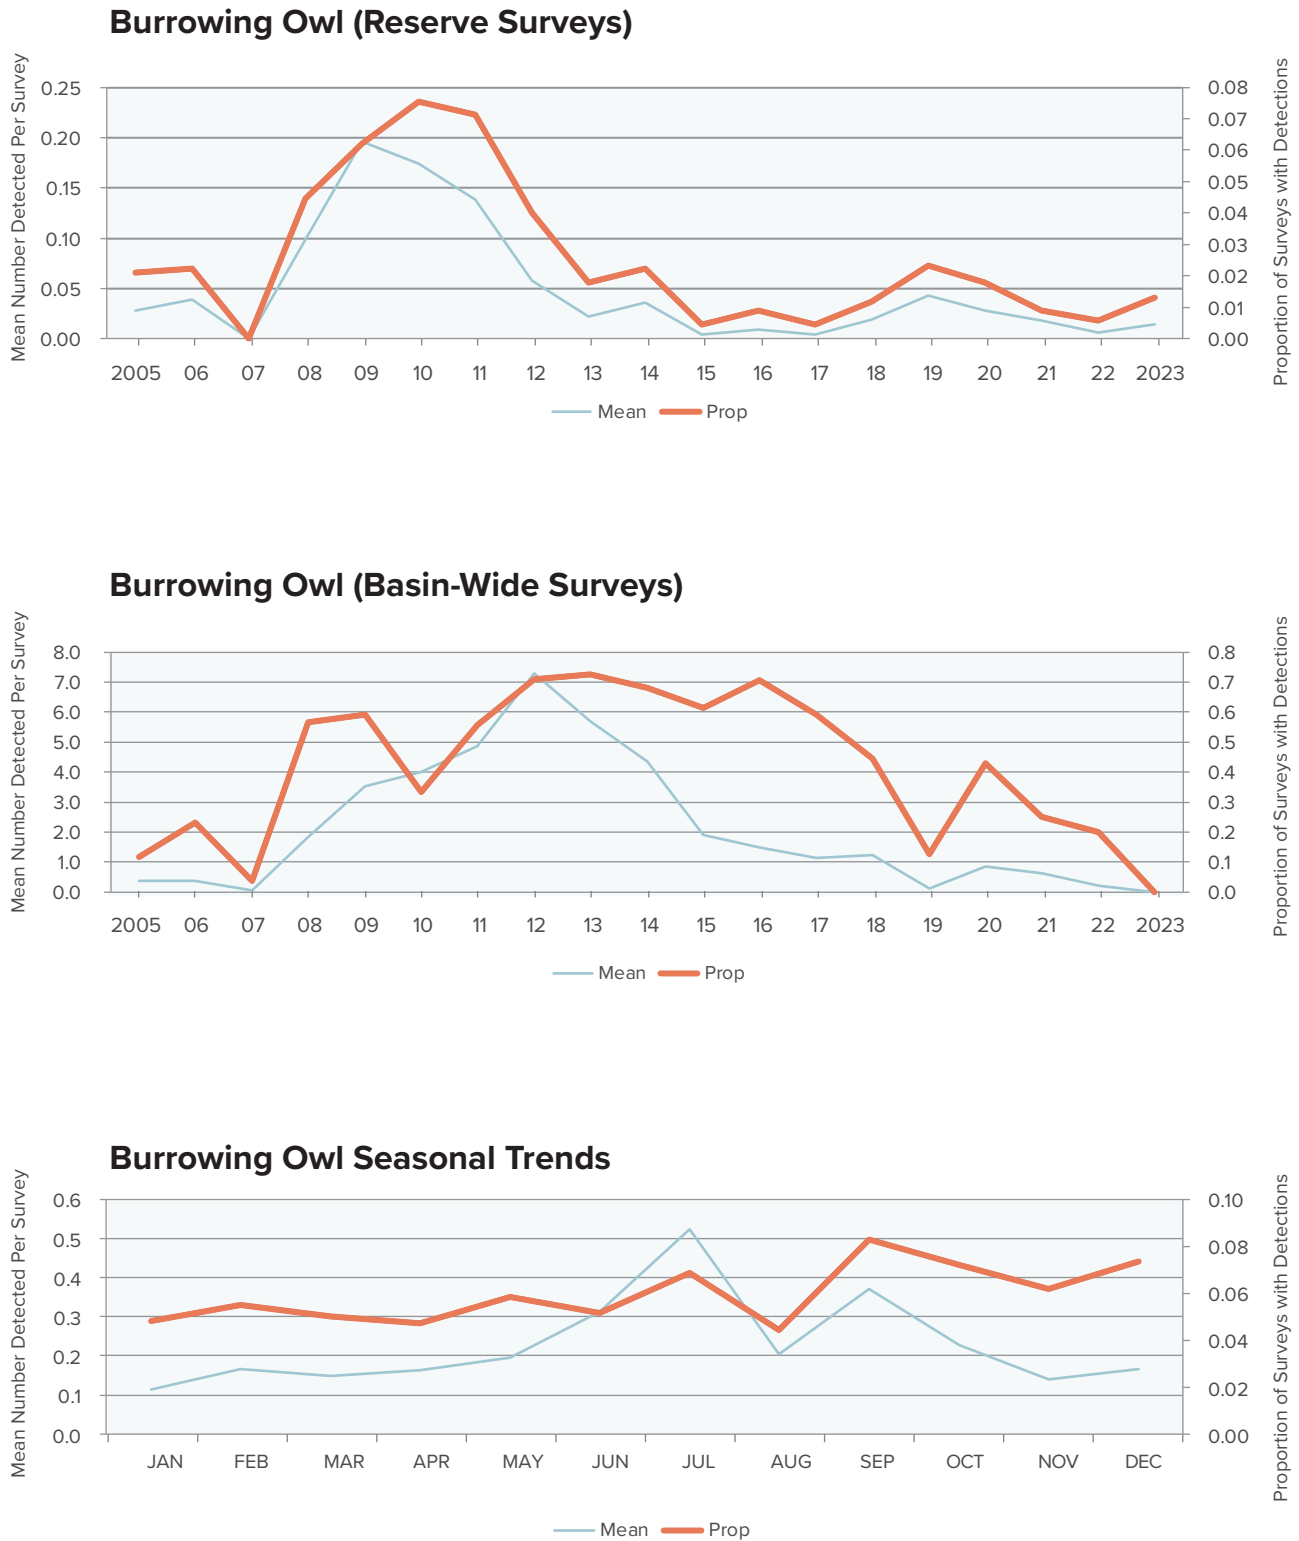 Burrowing Owl (Reserve Surveys)
Mean Number Detected Per Survey
Proportion of Surveys with Detections
0.25 0.08
0.07
0.20 0.06
0.15 0.05
0.04
0.10 0.03
0.05 0.02
0.01
0.00 0.00
2005 06 07 08 09 10 11 12 13 14 15 16 17 18 19 20 21 22 2023
Mean Prop
Burrowing Owl (Basin-Wide Surveys)
Mean Number Detected Per Survey
Proportion of Surveys with Detections
8.0 0.8
7.0 0.7
6.0 0.6
5.0 0.5
4.0 0.4
3.0 0.3
2.0 0.2
1.0 0.1
0.0 0.0
2005 06 07 08 09 10 11 12 13 14 15 16 17 18 19 20 21 22 2023
Mean Prop
Burrowing Owl Seasonal Trends
Mean Number Detected Per Survey
Proportion of Surveys with Detections
0.6 0.10
0.5 0.08
0.4 0.06
0.3
0.2 0.04
0.1 0.02
0.0 0.00
JAN FEB MAR APR MAY JUN JUL AUG SEP OCT NOV DEC
Mean Prop